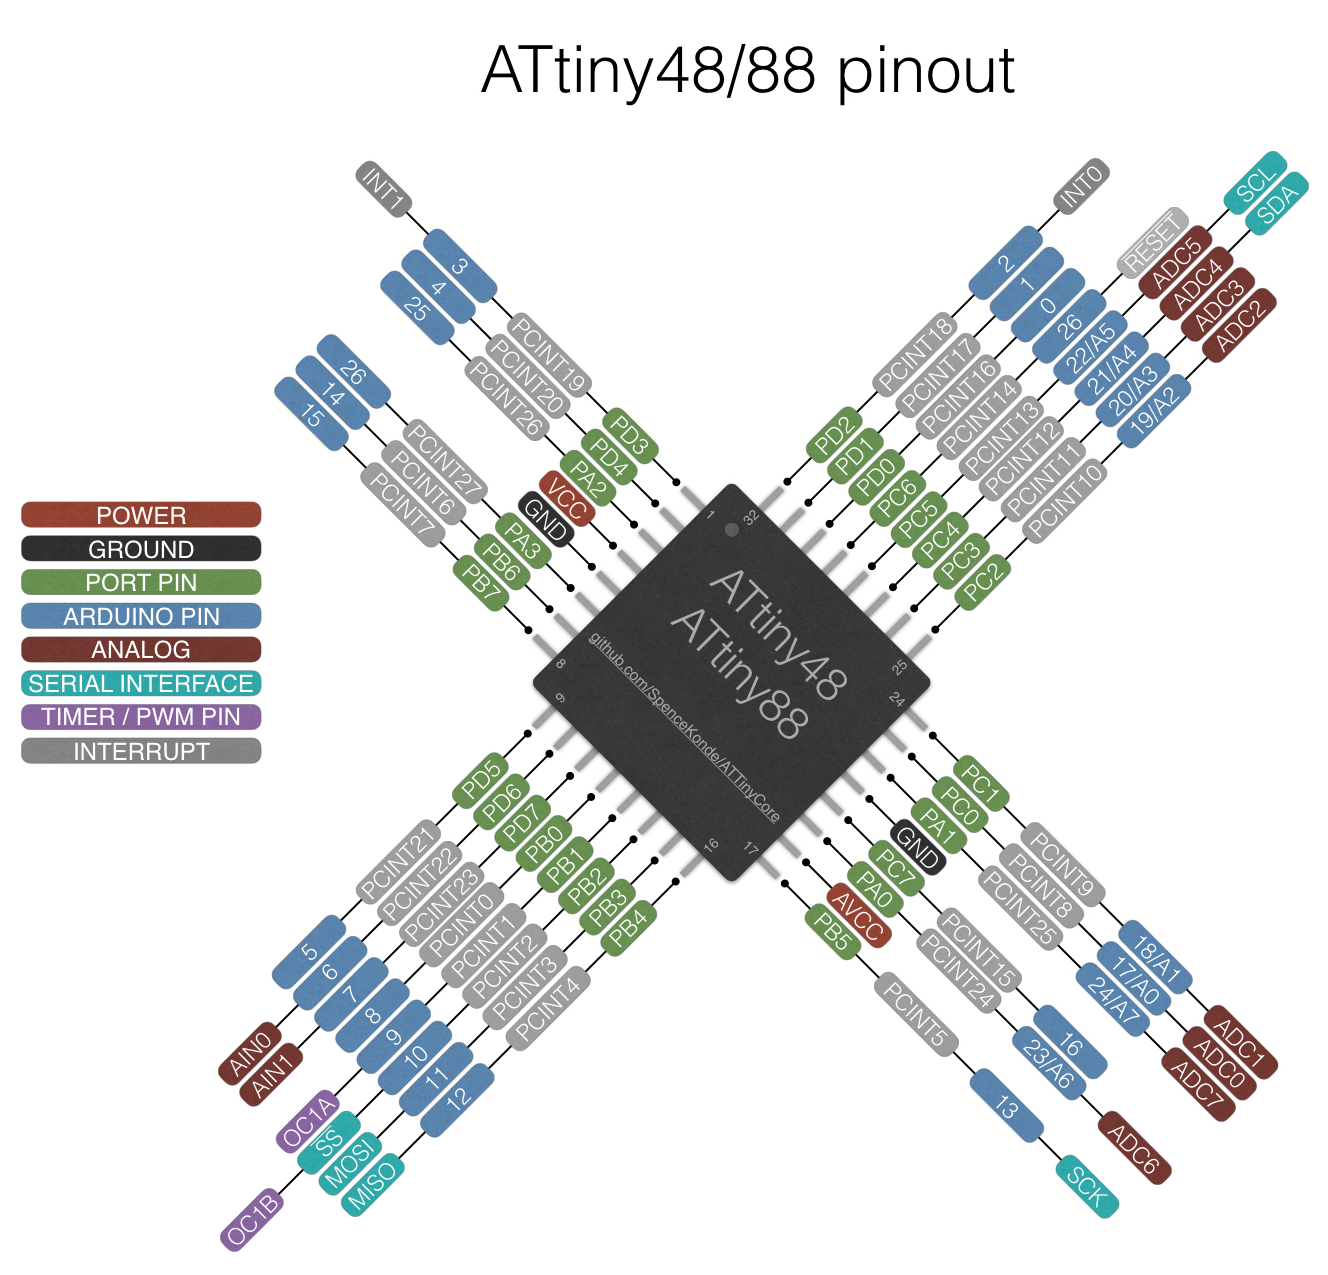 ATtiny48/88 pinout
INT1
3
PCINT19
PD3
4
PCINT20
PD4
25
PCINT26
PA2
VCC
GND
26
PCINT27
PA3
14
PCINT6
PB6
15
PCINT7
PB7
INT0
2
PCINT18
PD2
1
PCINT17
PD1
0
PCINT16
PD0
RESET
26
PCINT14
PC6
SCL
ADC5
22/A5
PCINT13
PC5
SDA
ADC4
21/A4
PCINT12
PC4
ADC3
20/A3
PCINT11
PC3
ADC2
19/A2
PCINT10
PC2
POWER
GROUND
PORT PIN
ARDUINO PIN
ANALOG
SERIAL INTERFACE
TIMER / PWM PIN
INTERRUPT
1
32
8
9
25
24
16
17
ATtiny48
ATtiny88
github.com/SpenceKonde/ATTinyCore
PD5
PCINT21
5
AIN0
PD6
PCINT22
6
AIN1
PD7
PCINT23
7
PB0
PCINT0
8
PB1
PCINT1
9
OC1A
PB2
PCINT2
10
SS
OC1B
PB3
PCINT3
11
MOSI
PB4
PCINT4
12
MISO
PC1
PCINT9
18/A1
ADC1
PC0
PCINT8
17/A0
ADC0
PA1
PCINT25
24/A7
ADC7
GND
PC7
PCINT15
16
PA0
PCINT24
23/A6
ADC6
AVCC
PB5
PCINT5
13
SCK